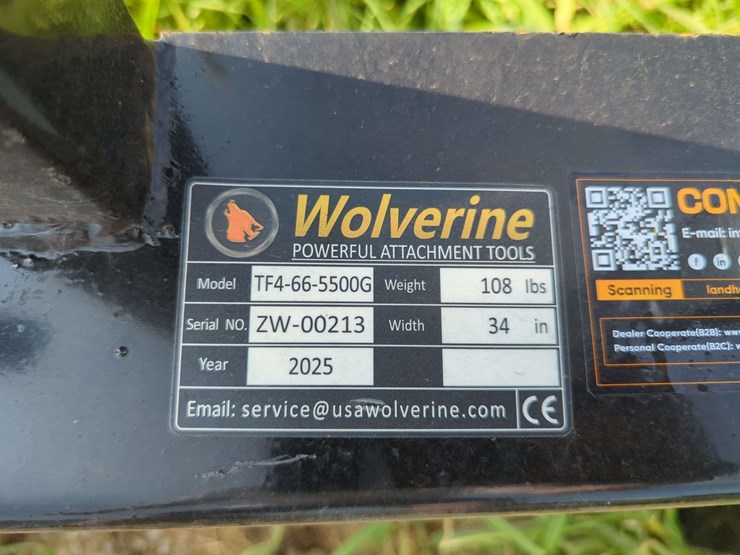 Wolverine
POWERFUL ATTACHMENT TOOLS
Model TF4-66-5500G Weight 108 lbs
Serial NO. ZW-00213 Width 34 in
Year 2025
Email: service@usawolverine.com CE
CON
E-mail: in
Scanning
landh
Dealer Cooperate(B2B): ww
Personal Cooperate(B2C): w